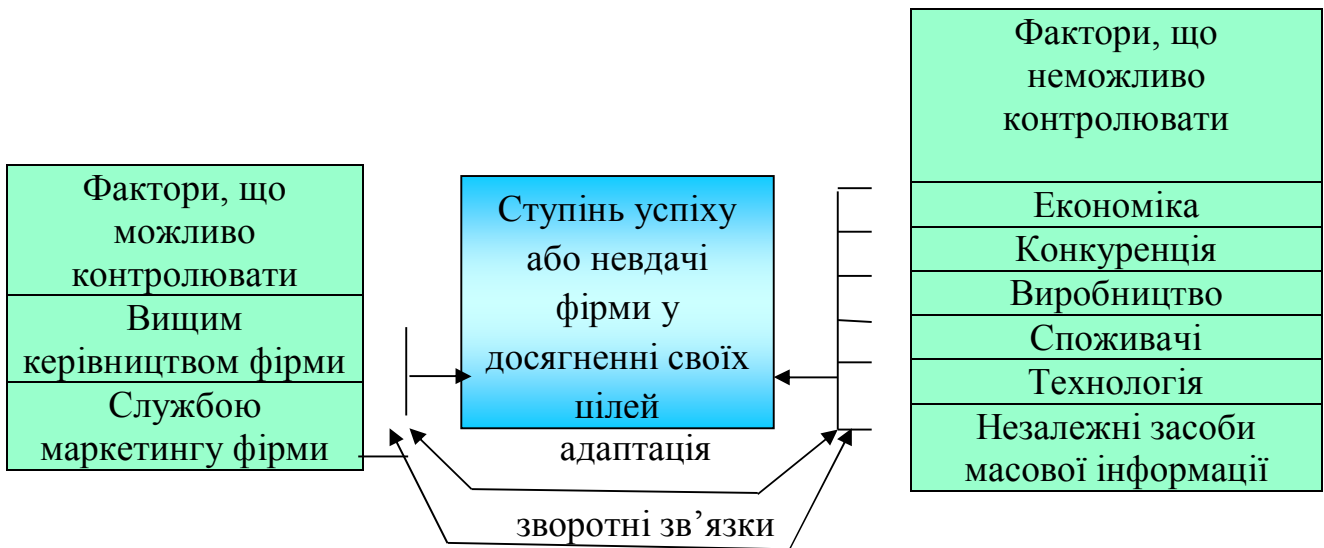 Фактори, що
можливо
контролювати
Вищим
керівництвом фірми
Службою
маркетингу фірми
Ступінь успіху
або невдачі
фірми у
досягненні своїх
цілей
адаптація
зворотні зв’язки
Фактори, що
неможливо
контролювати
Економіка
Конкуренція
Виробництво
Споживачі
Технологія
Незалежні засоби
масової інформації